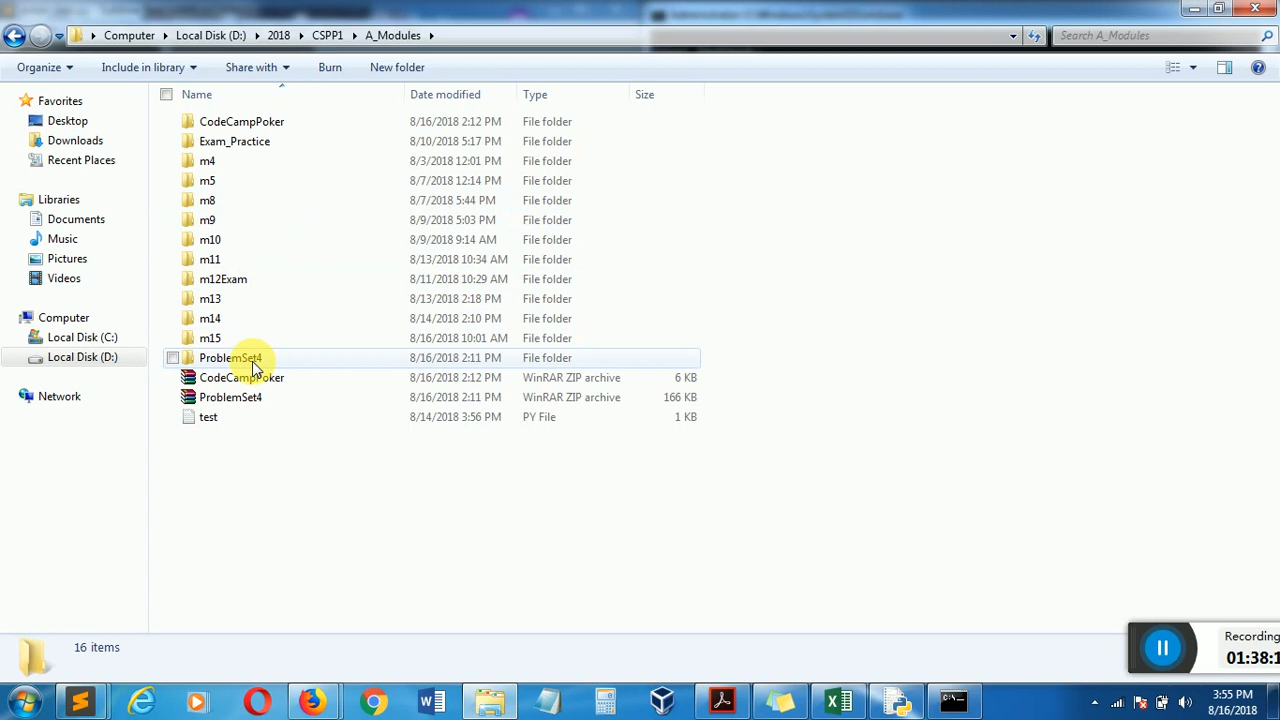 Computer Local Disk (D:) 2018 CSPP1 A_Modules Search A_Modules
Organize Include in library Share with Burn New folder
Name Date modified Type Size
Favorites
Desktop
Downloads
Recent Places
Libraries
Documents
Music
Pictures
Videos
Computer
Local Disk (C:)
Local Disk (D:)
Network
CodeCampPoker 8/16/2018 2:12 PM File folder
Exam_Practice 8/10/2018 5:17 PM File folder
m4 8/3/2018 12:01 PM File folder
m5 8/7/2018 12:14 PM File folder
m8 8/7/2018 5:44 PM File folder
m9 8/9/2018 5:03 PM File folder
m10 8/9/2018 9:14 AM File folder
m11 8/13/2018 10:34 AM File folder
m12Exam 8/11/2018 10:29 AM File folder
m13 8/13/2018 2:18 PM File folder
m14 8/14/2018 2:10 PM File folder
m15 8/16/2018 10:01 AM File folder
ProblemSet4 8/16/2018 2:11 PM File folder
CodeCampPoker 8/16/2018 2:12 PM WinRAR ZIP archive 6 KB
ProblemSet4 8/16/2018 2:11 PM WinRAR ZIP archive 166 KB
test 8/14/2018 3:56 PM PY File 1 KB
16 items
Recording
01:38:1
3:55 PM
8/16/2018